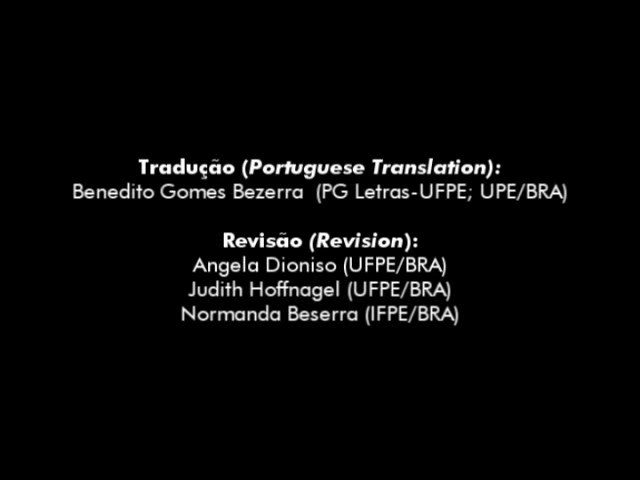 Tradução (Portuguese Translation):
Benedito Gomes Bezerra (PG Letras-UFPE; UPE/BRA)
Revisão (Revision):
Angela Dioniso (UFPE/BRA)
Judith Hoffnagel (UFPE/BRA)
Normanda Beserra (IFPE/BRA)